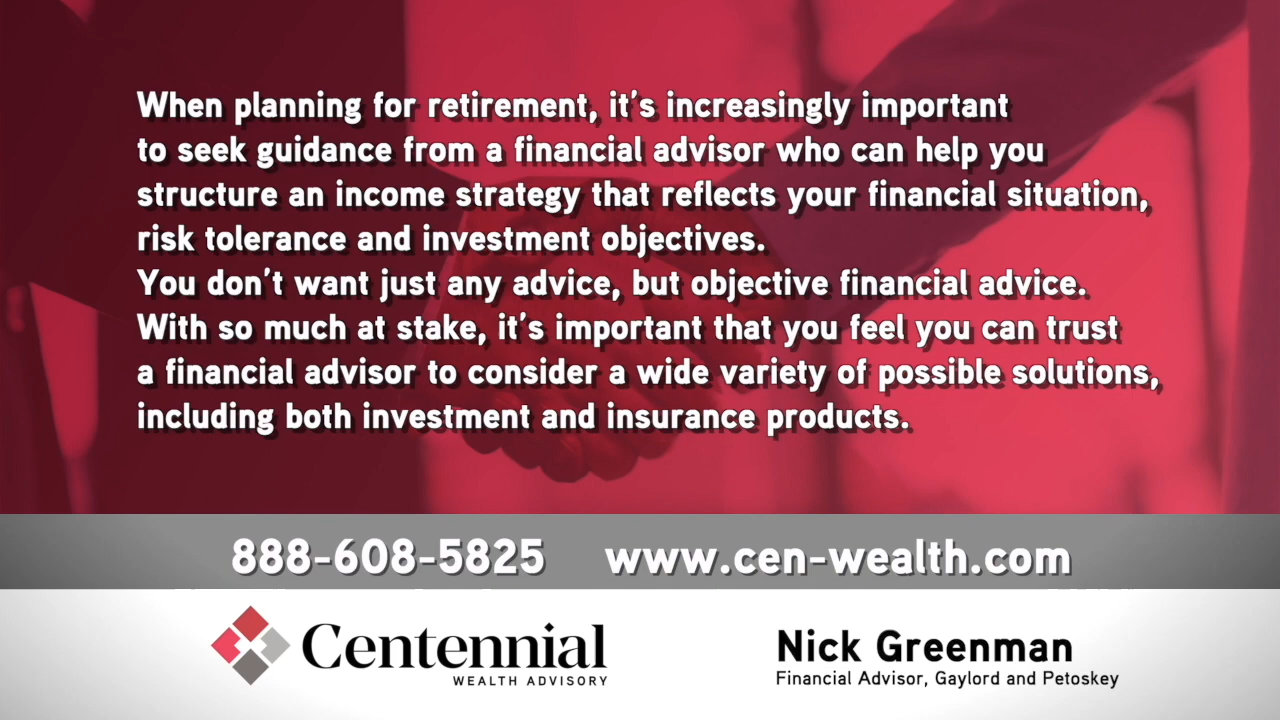 When planning for retirement, it's increasingly important
to seek guidance from a financial advisor who can help you
structure an income strategy that reflects your financial situation,
risk tolerance and investment objectives.
You don't want just any advice, but objective financial advice.
With so much at stake, it's important that you feel you can trust
a financial advisor to consider a wide variety of possible solutions,
including both investment and insurance products.
888-608-5825 www.cen-wealth.com
Centennial
WEALTH ADVISORY
Nick Greenman
Financial Advisor, Gaylord and Petoskey